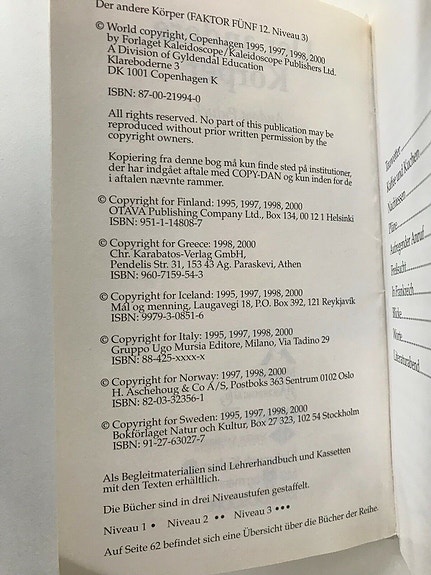 Der andere Körper (FAKTOR FÜNF 12. Niveau 3)
© World copyright, Copenhagen 1995, 1997, 1998, 2000
by Forlaget Kaleidoscope/Kaleidoscope Publishers Ltd.
A Division of Gyldendal Education
Klareboderne 3
DK 1001 Copenhagen K
ISBN: 87-00-21994-0
All rights reserved. No part of this publication may be
reproduced without prior written permission by the
copyright owners.
Kopiering fra denne bog må kun finde sted på institutioner,
der har indgået aftale med COPY-DAN og kun inden for de
i aftalen nævnte rammer.
© Copyright for Finland: 1995, 1997, 1998, 2000
OTAVA Publishing Company Ltd., Box 134, 00 12 1 Helsinki
ISBN: 951-1-14808-7
© Copyright for Greece: 1998, 2000
Chr. Karabatos-Verlag GmbH,
Pendelis Str. 31, 153 43 Ag. Paraskevi, Athen
ISBN: 960-7159-54-3
© Copyright for Iceland: 1995, 1997, 1998, 2000
Mál og menning, Laugavegi 18, P.O. Box 392, 121 Reykjavík
ISBN: 9979-3-0851-6
© Copyright for Italy: 1995, 1997, 1998, 2000
Gruppo Ugo Mursia Editore, Milano, Via Tadino 29
ISBN: 88-425-xxxx-x
© Copyright for Norway: 1997, 1998, 2000
H. Aschehoug & Co A/S, Postboks 363 Sentrum 0102 Oslo
ISBN: 82-03-32356-1
© Copyright for Sweden: 1995, 1997, 1998, 2000
Bokförlaget Natur och Kultur, Box 27 323, 102 54 Stockholm
ISBN: 91-27-63027-7
Als Begleitmaterialien sind Lehrerhandbuch und Kassetten
mit den Texten erhältlich.
Die Bücher sind in drei Niveaustufen gestaffelt.
Niveau 1 • Niveau 2 •• Niveau 3 •••
Auf Seite 62 befindet sich eine Übersicht über die Bücher der Reihe.
Kaffee und Kuchen
Nachtessen
Pläne
Aufregender Anruf
In Frankreich
Blicke
Worte
Literaturabend